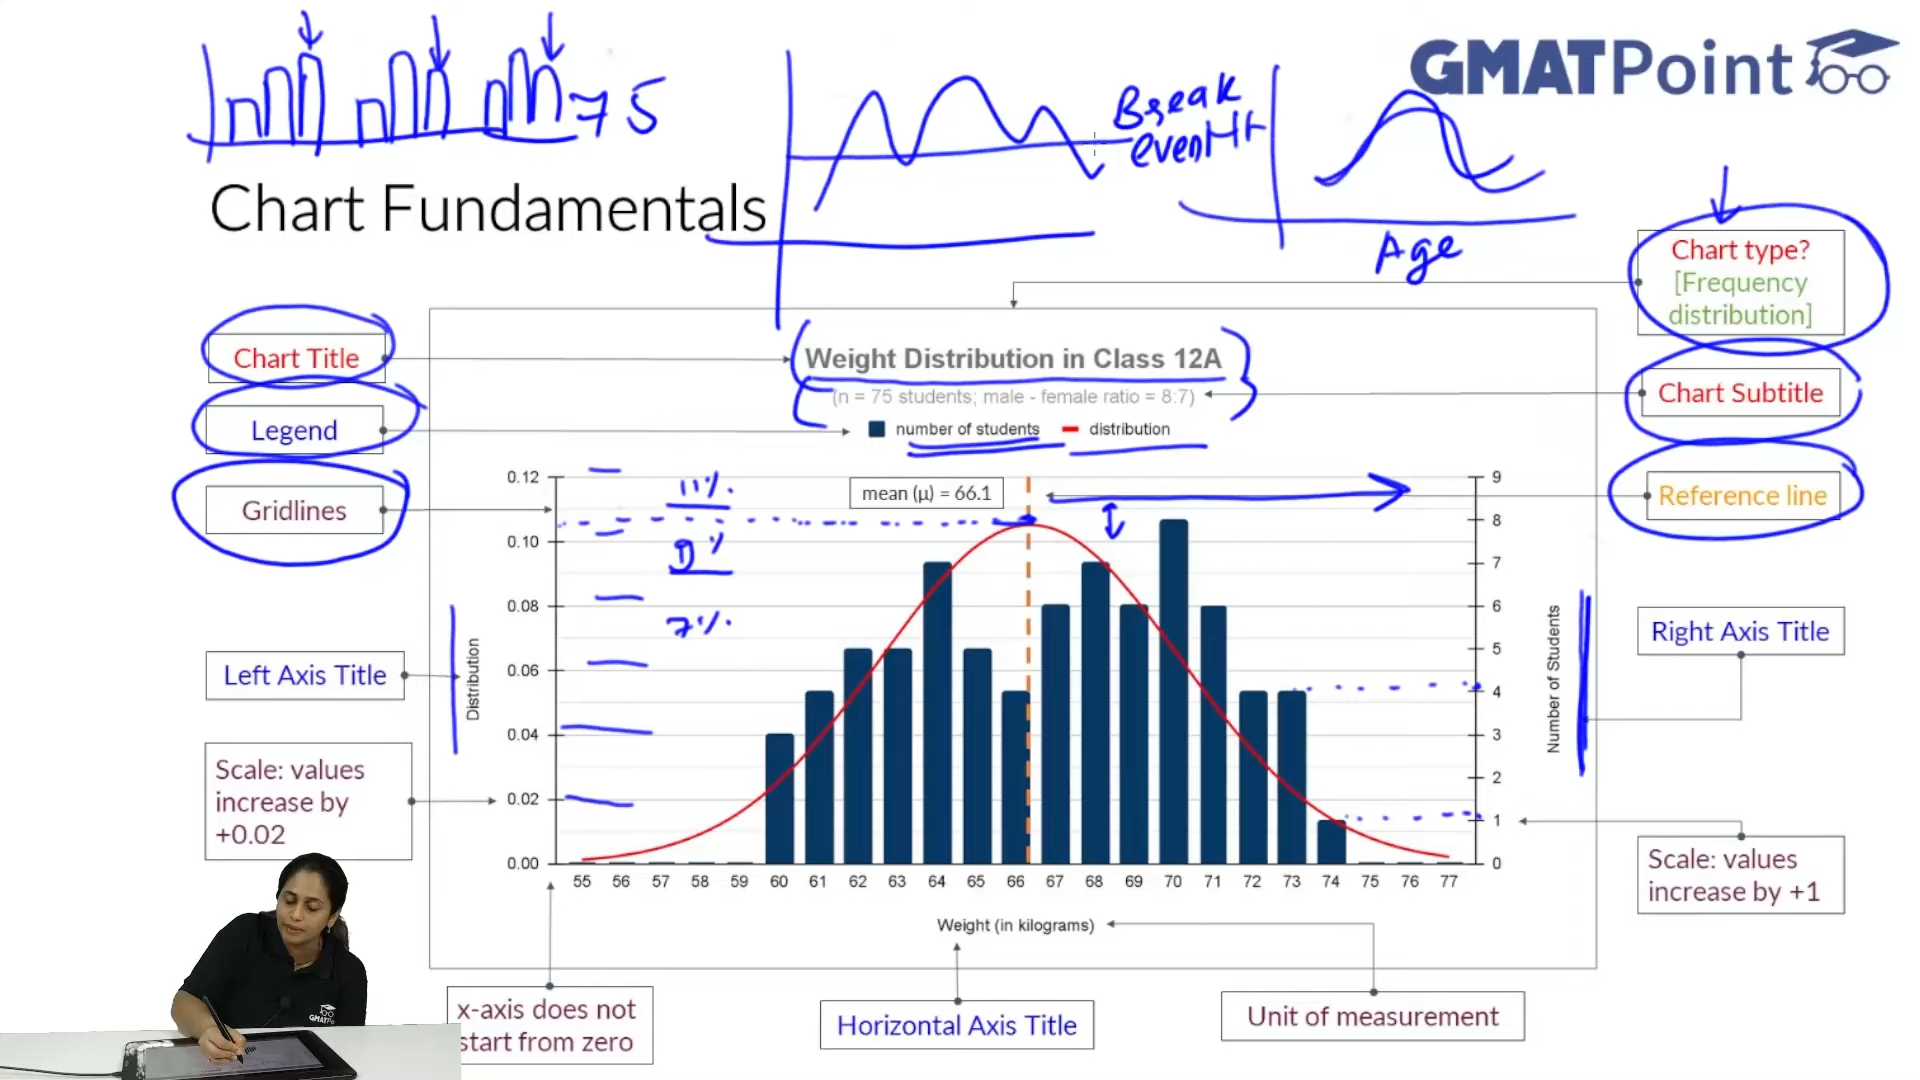 75
Break
even pt
GMATPoint
Chart Fundamentals
Age
Chart type?
[Frequency
distribution]
Chart Title
Weight Distribution in Class 12A
Chart Subtitle
(n = 75 students; male - female ratio = 8:7)
Legend
number of students
distribution
Gridlines
11%
9%
7%
mean (μ) = 66.1
Reference line
0.12
0.10
0.08
0.06
0.04
0.02
0.00
9
8
7
6
5
4
3
2
1
0
Left Axis Title
Distribution
Number of Students
Right Axis Title
Scale: values
increase by
+0.02
Scale: values
increase by +1
55 56 57 58 59 60 61 62 63 64 65 66 67 68 69 70 71 72 73 74 75 76 77
Weight (in kilograms)
x-axis does not
start from zero
Horizontal Axis Title
Unit of measurement
GMATPoint